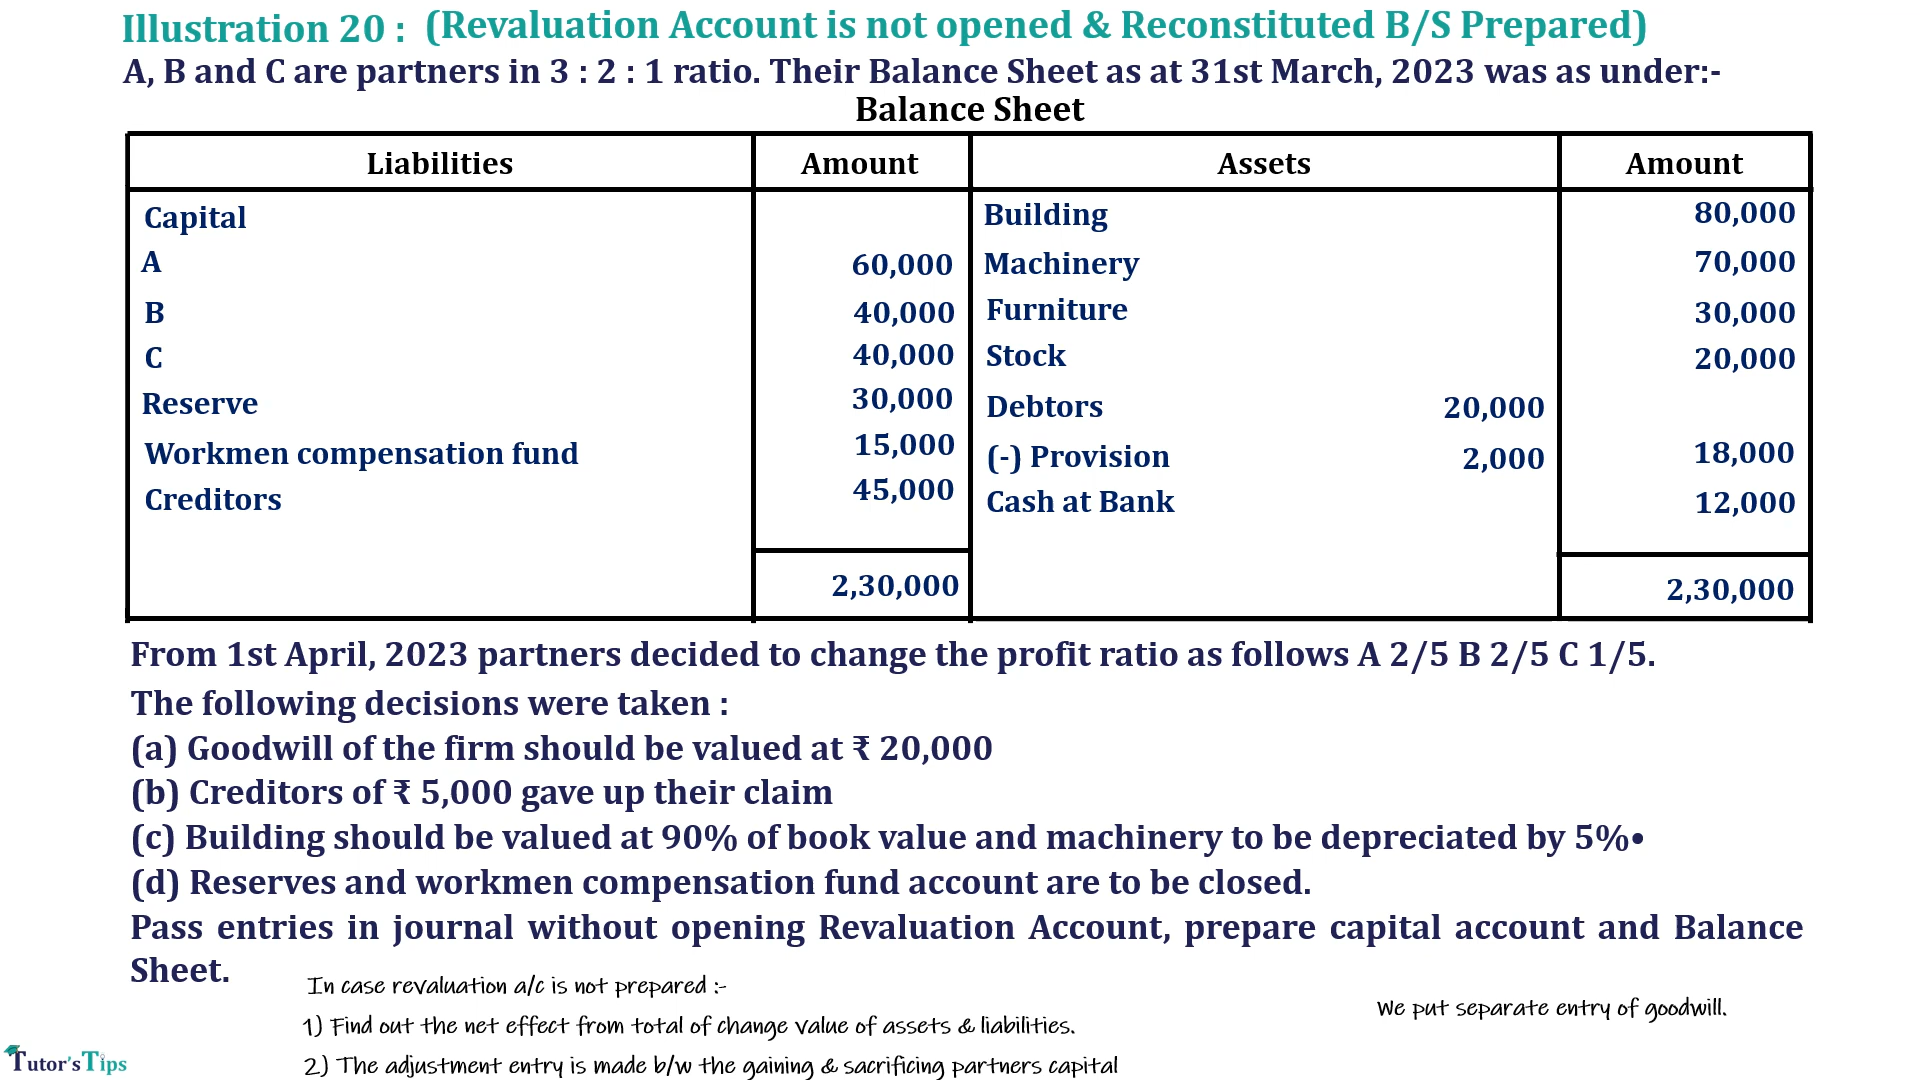 Illustration 20 : (Revaluation Account is not opened & Reconstituted B/S Prepared)
A, B and C are partners in 3 : 2 : 1 ratio. Their Balance Sheet as at 31st March, 2023 was as under:-
Balance Sheet
Liabilities Amount Assets Amount
Capital Building 80,000
A 60,000 Machinery 70,000
B 40,000 Furniture 30,000
C 40,000 Stock 20,000
Reserve 30,000 Debtors 20,000
Workmen compensation fund 15,000 (-) Provision 2,000 18,000
Creditors 45,000 Cash at Bank 12,000
2,30,000 2,30,000
From 1st April, 2023 partners decided to change the profit ratio as follows A 2/5 B 2/5 C 1/5.
The following decisions were taken :
(a) Goodwill of the firm should be valued at ₹ 20,000
(b) Creditors of ₹ 5,000 gave up their claim
(c) Building should be valued at 90% of book value and machinery to be depreciated by 5%•
(d) Reserves and workmen compensation fund account are to be closed.
Pass entries in journal without opening Revaluation Account, prepare capital account and Balance
Sheet.
In case revaluation a/c is not prepared :-
We put separate entry of goodwill.
1) Find out the net effect from total of change value of assets & liabilities.
2) The adjustment entry is made b/w the gaining & sacrificing partners capital
Tutor'sTips